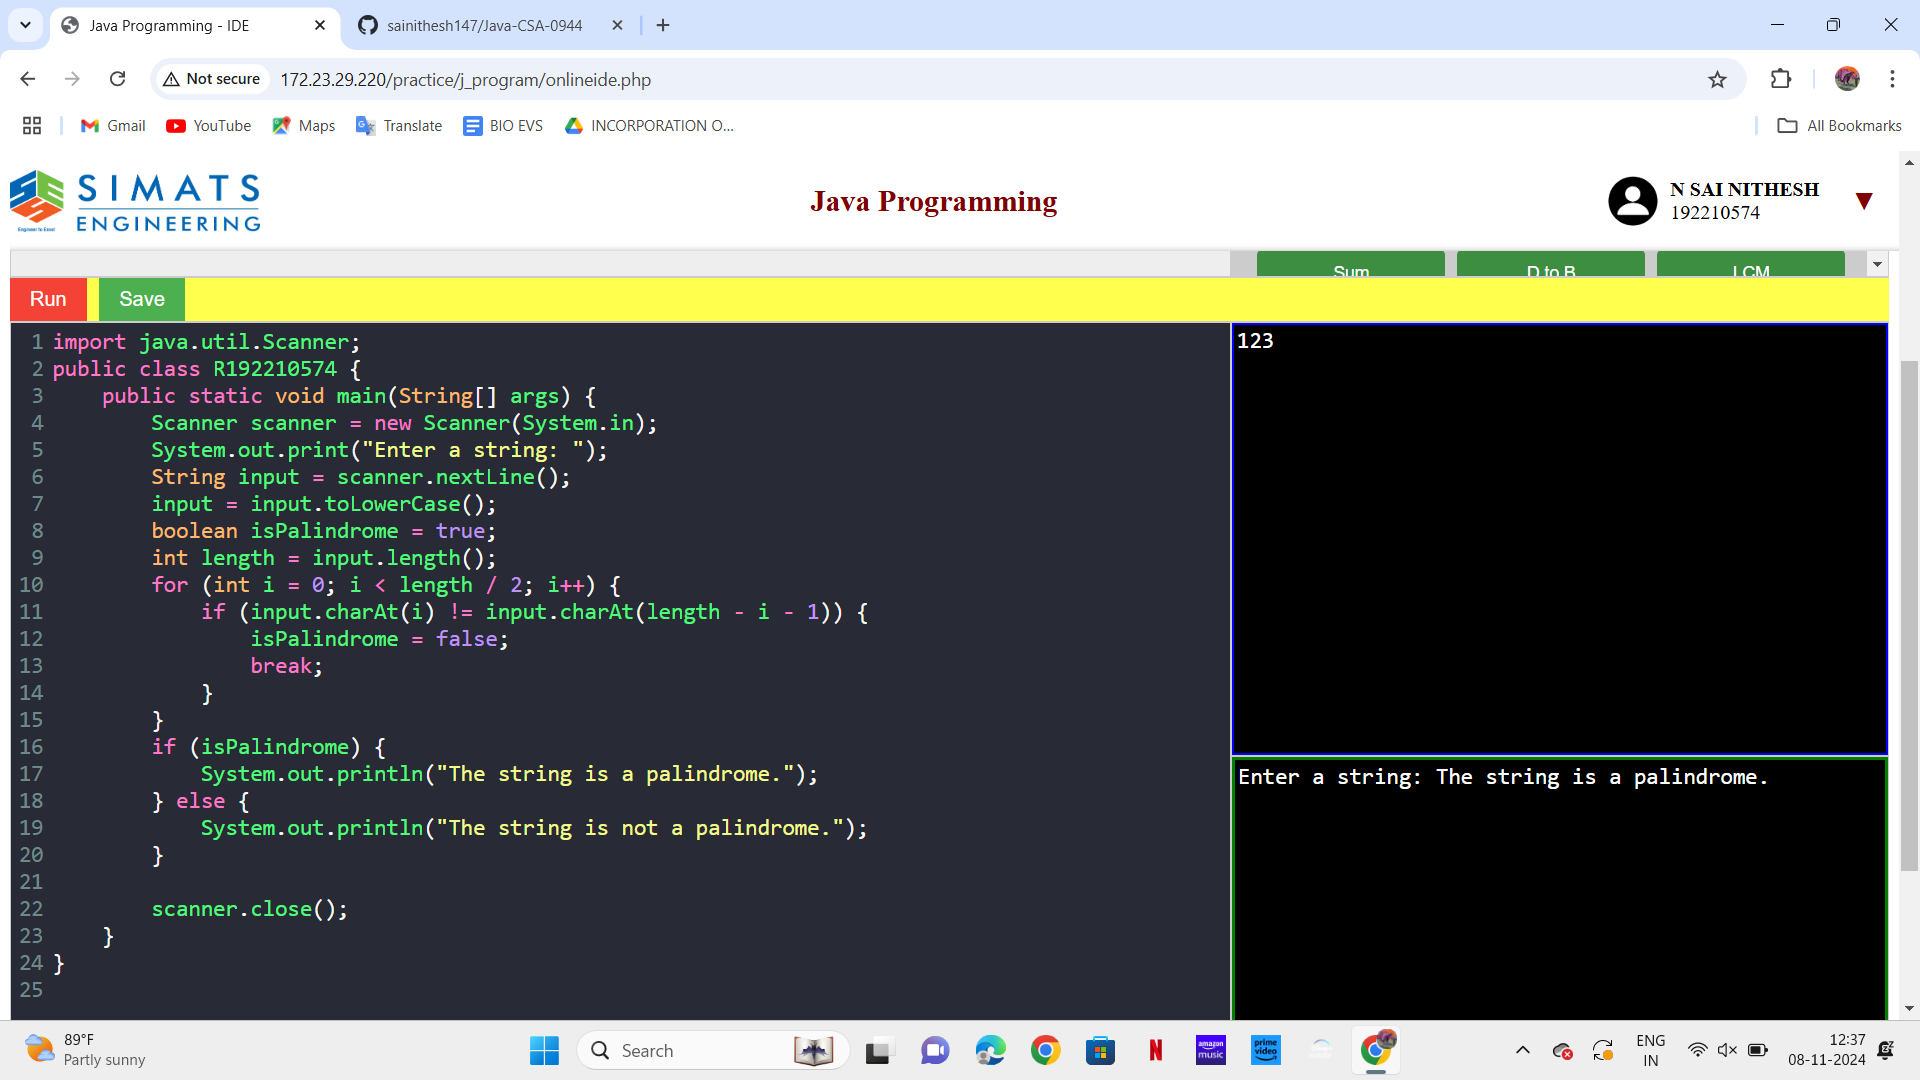 Java Programming - IDE
sainithesh147/Java-CSA-0944
Not secure
172.23.29.220/practice/j_program/onlineide.php
Gmail
YouTube
Maps
Translate
BIO EVS
INCORPORATION O...
All Bookmarks
SIMATS
ENGINEERING
Engineer to Excel
Java Programming
N SAI NITHESH
192210574
Sum
D to B
LCM
Run
Save
1 import java.util.Scanner;
2 public class R192210574 {
3     public static void main(String[] args) {
4         Scanner scanner = new Scanner(System.in);
5         System.out.print("Enter a string: ");
6         String input = scanner.nextLine();
7         input = input.toLowerCase();
8         boolean isPalindrome = true;
9         int length = input.length();
10         for (int i = 0; i < length / 2; i++) {
11             if (input.charAt(i) != input.charAt(length - i - 1)) {
12                 isPalindrome = false;
13                 break;
14             }
15         }
16         if (isPalindrome) {
17             System.out.println("The string is a palindrome.");
18         } else {
19             System.out.println("The string is not a palindrome.");
20         }
21
22         scanner.close();
23     }
24 }
25
123
Enter a string: The string is a palindrome.
89°F
Partly sunny
Search
amazon music
prime video
N
ENG
IN
12:37
08-11-2024